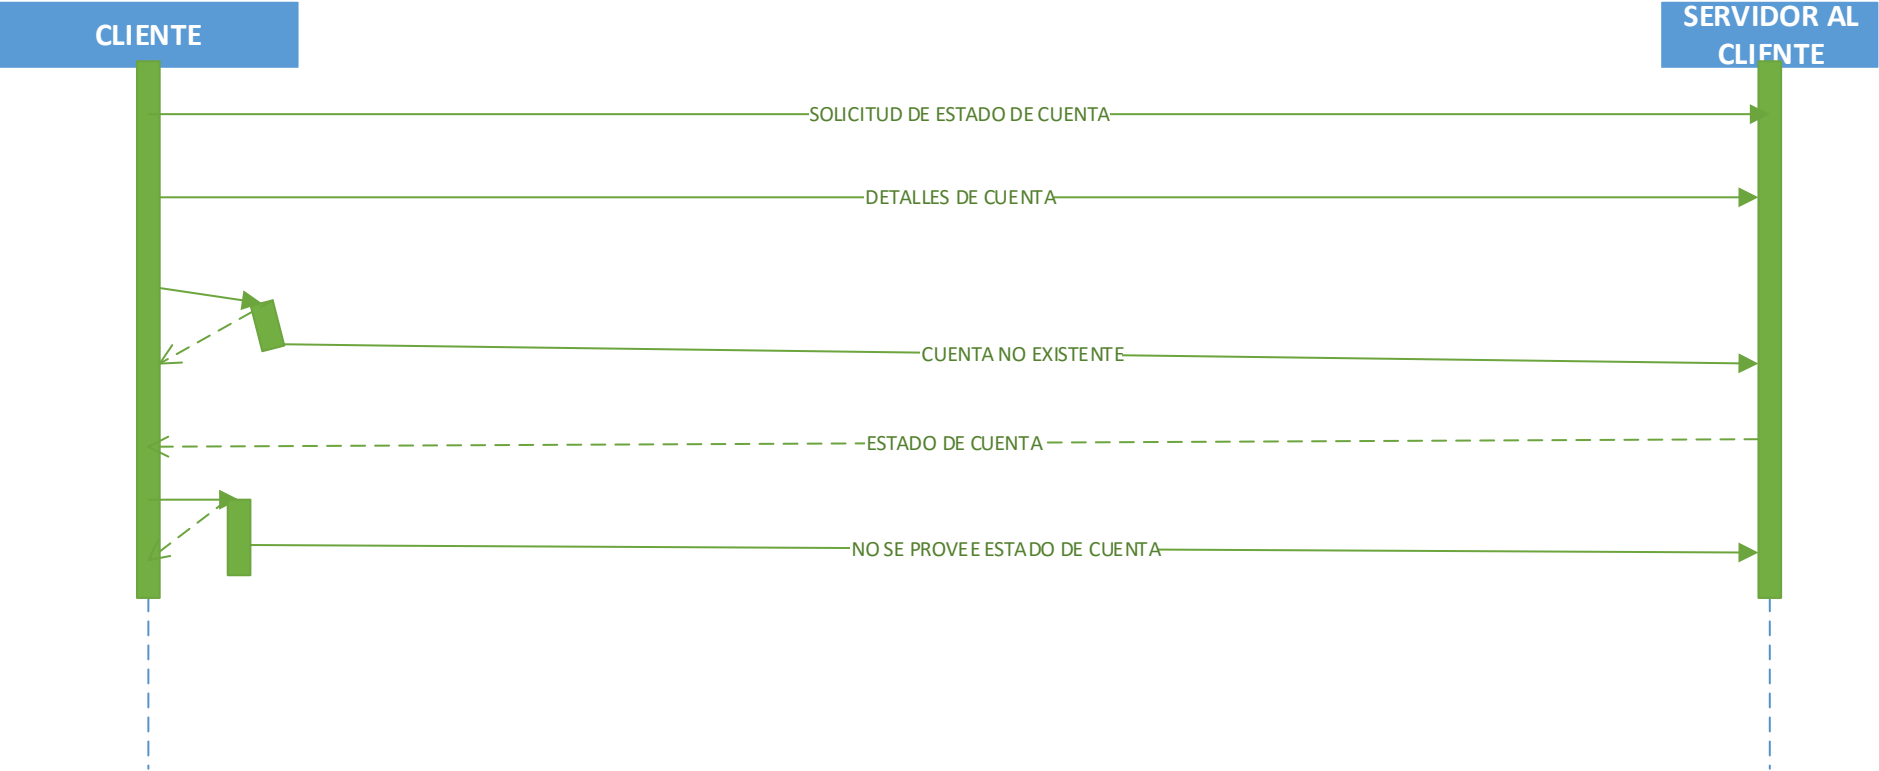 CLIENTE
SERVIDOR AL
CLIENTE
SOLICITUD DE ESTADO DE CUENTA
DETALLES DE CUENTA
CUENTA NO EXISTENTE
ESTADO DE CUENTA
NO SE PROVEE ESTADO DE CUENTA